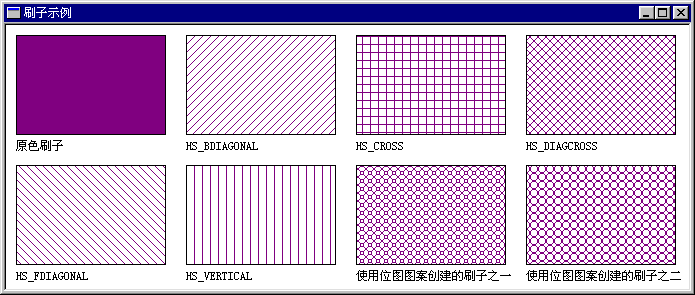 刷子示例
原色刷子
HS_BDIAGONAL
HS_CROSS
HS_DIAGCROSS
HS_FDIAGONAL
HS_VERTICAL
使用位图图案创建的刷子之一
使用位图图案创建的刷子之二